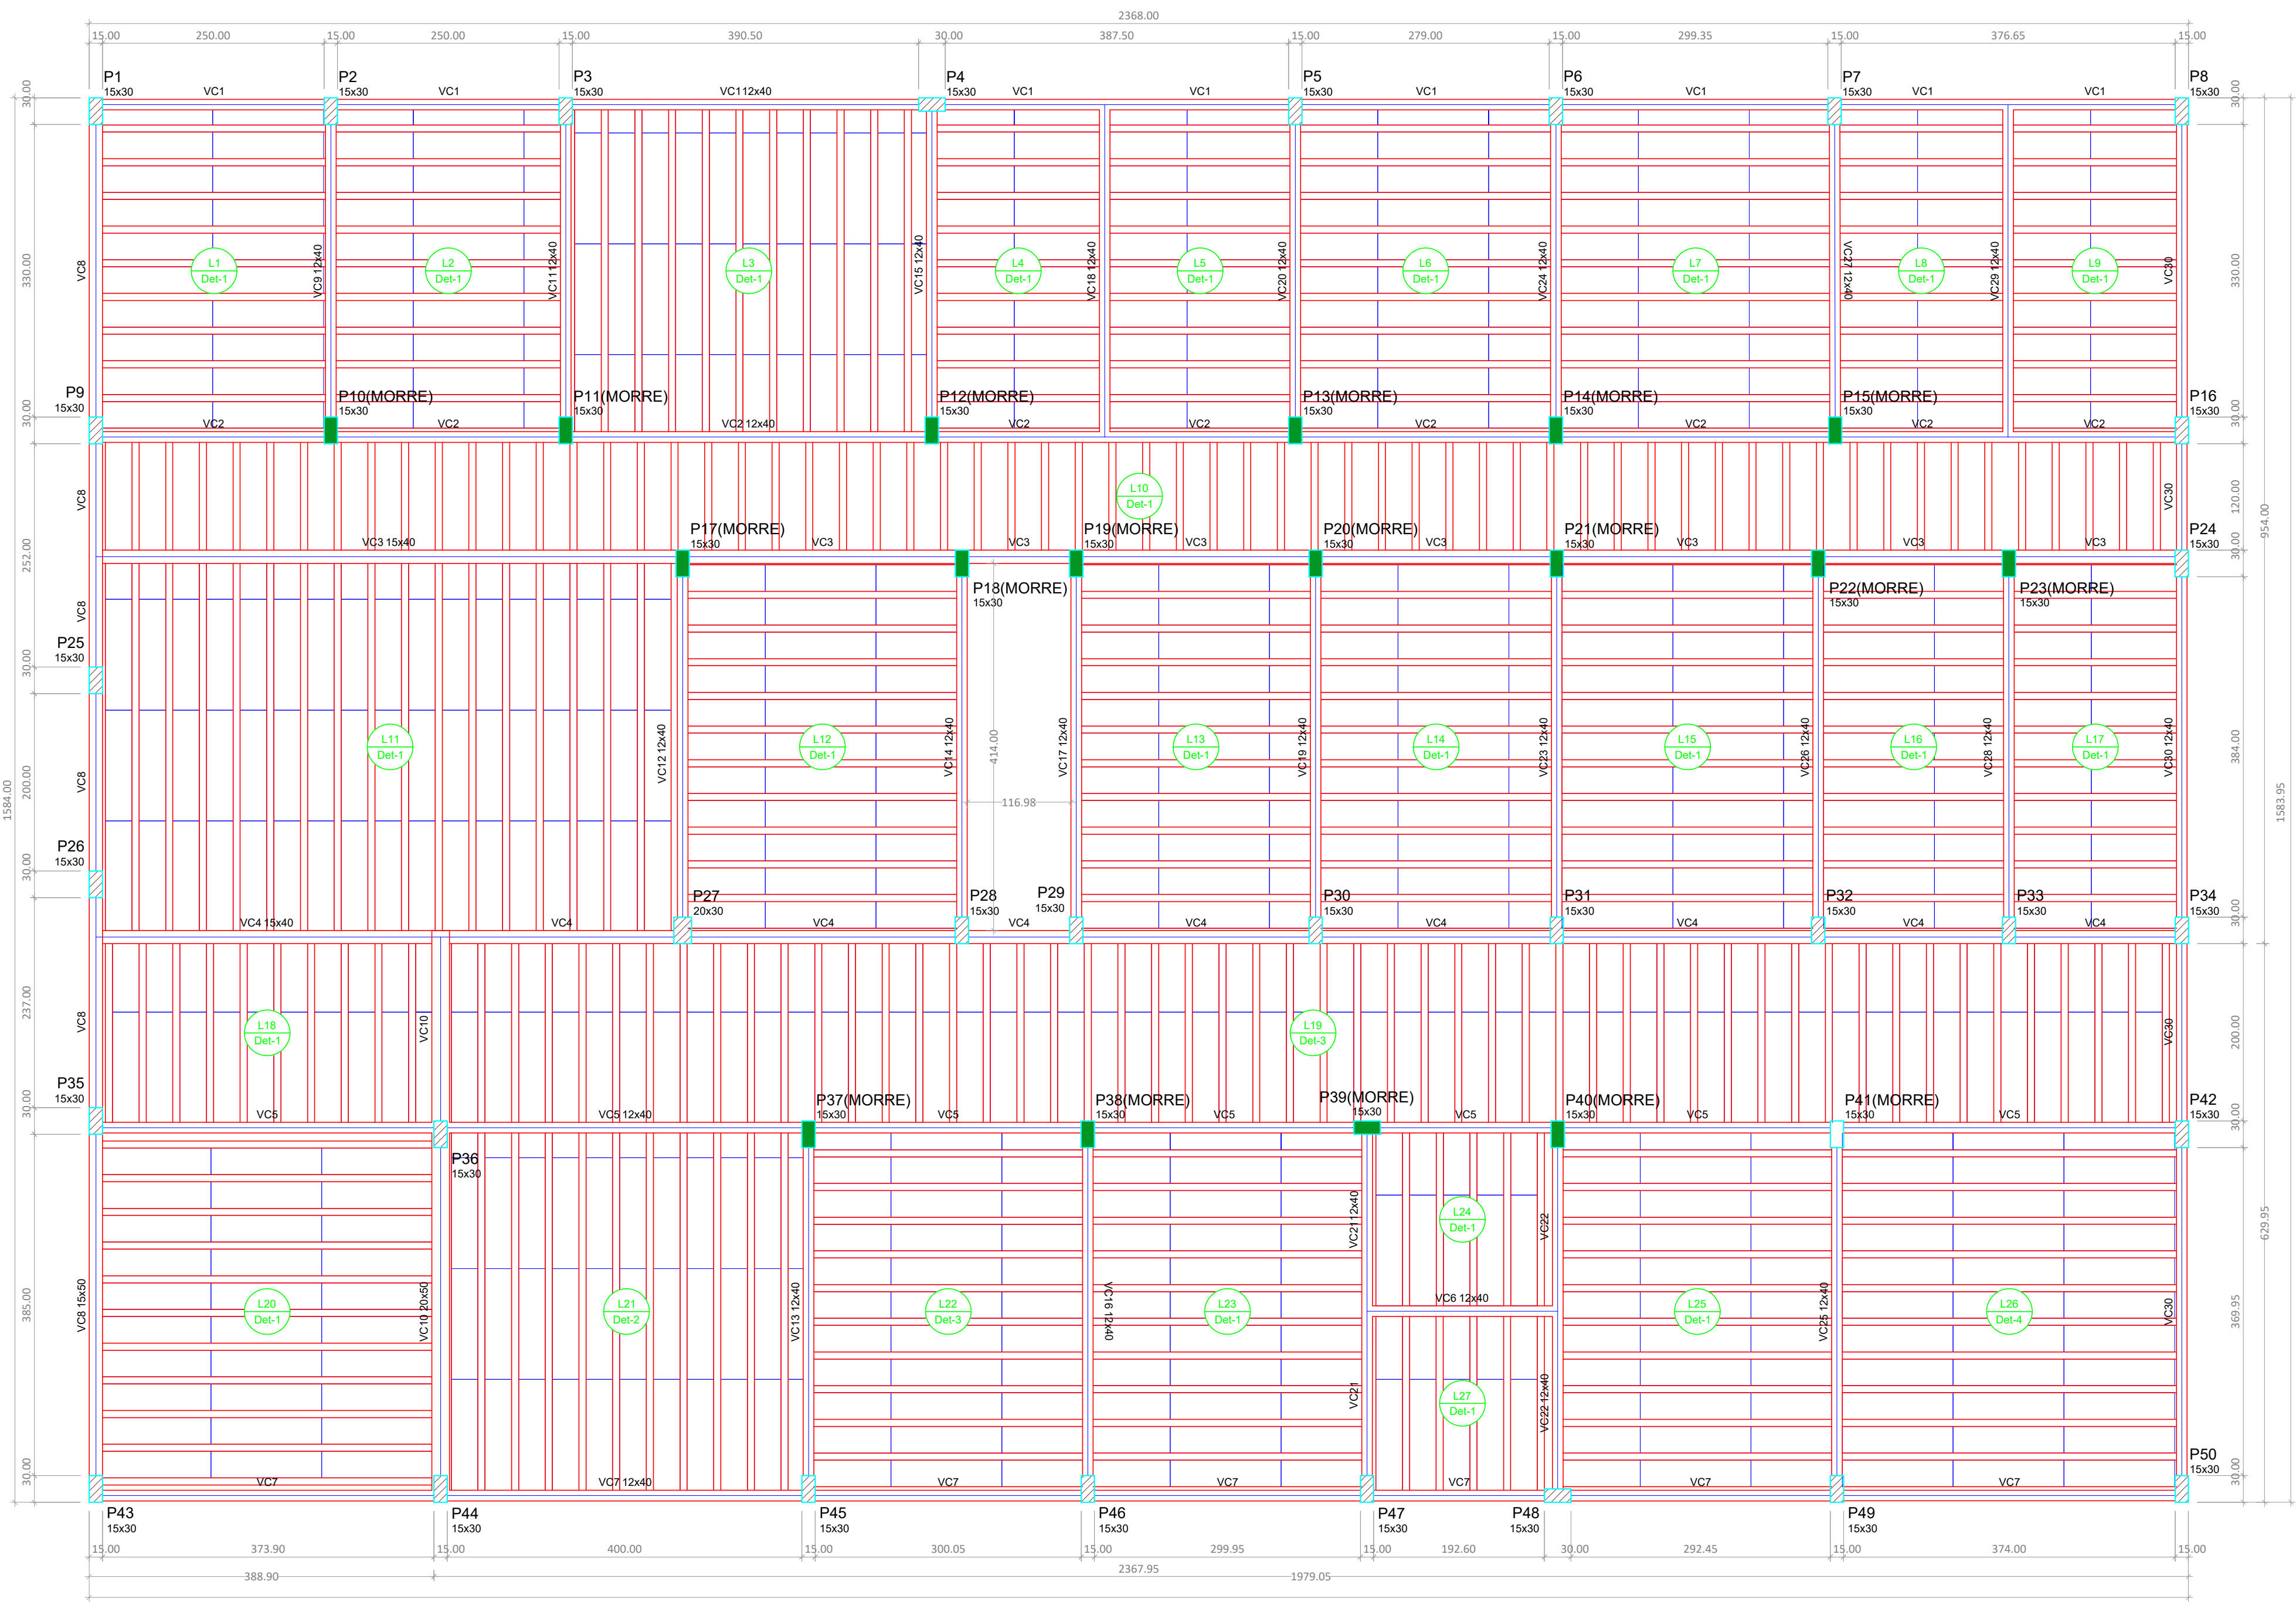 2368.00
15.00 250.00 15.00 250.00 15.00 390.50 30.00 387.50 15.00 279.00 15.00 299.35 15.00 376.65 15.00
P1 P2 P3 P4 P5 P6 P7 P8
15x30 15x30 15x30 15x30 15x30 15x30 15x30 15x30
VC1 VC1 VC1 12x40 VC1 VC1 VC1 VC1 VC1 VC1
30.00 30.00
330.00 VC8 VC9 12x40 VC11 12x40 VC15 12x40 VC18 12x40 VC20 12x40 VC24 12x40 VC27 12x40 VC29 12x40 VC30 330.00
L1 L2 L3 L4 L5 L6 L7 L8 L9
Det-1 Det-1 Det-1 Det-1 Det-1 Det-1 Det-1 Det-1 Det-1
P9 P10(MORRE) P11(MORRE) P12(MORRE) P13(MORRE) P14(MORRE) P15(MORRE) P16
15x30 15x30 15x30 15x30 15x30 15x30 15x30 15x30
30.00 30.00
VC2 VC2 VC2 12x40 VC2 VC2 VC2 VC2 VC2 VC2
VC8 L10 VC30 120.00
Det-1
954.00
P17(MORRE) P19(MORRE) P20(MORRE) P21(MORRE) P24
15x30 15x30 15x30 15x30 15x30
VC3 15x40 VC3 VC3 VC3 VC3 VC3 VC3 VC3
252.00 30.00
P18(MORRE) P22(MORRE) P23(MORRE)
15x30 15x30 15x30
VC8
P25
15x30
30.00
L11 L12 L13 L14 L15 L16 L17
Det-1 Det-1 Det-1 Det-1 Det-1 Det-1 Det-1
VC12 12x40 VC14 12x40 414.00 VC17 12x40 VC19 12x40 VC23 12x40 VC26 12x40 VC28 12x40 VC30 12x40 384.00
1584.00 200.00 VC8 116.98 1583.95
P26
15x30
30.00
P27 P28 P29 P30 P31 P32 P33 P34
20x30 15x30 15x30 15x30 15x30 15x30 15x30 15x30
VC4 15x40 VC4 VC4 VC4 VC4 VC4 VC4 VC4 VC4
30.00
237.00 VC8 VC10 VC30 200.00
L18 L19
Det-1 Det-3
P35 P37(MORRE) P38(MORRE) P39(MORRE) P40(MORRE) P41(MORRE) P42
15x30 15x30 15x30 15x30 15x30 15x30 15x30
30.00 30.00
VC5 VC5 12x40 VC5 VC5 VC5 VC5 VC5
P36
15x30
VC21 12x40 L24 VC22
Det-1
629.95
385.00 VC8 15x50 VC10 20x50 VC13 12x40 VC16 12x40 VC6 12x40 VC25 12x40 VC30 369.95
L20 L21 L22 L23 L25 L26
Det-1 Det-2 Det-3 Det-1 Det-1 Det-4
VC21 L27 VC22 12x40
Det-1
P50
15x30
30.00 30.00
VC7 VC7 12x40 VC7 VC7 VC7 VC7 VC7
P43 P44 P45 P46 P47 P48 P49
15x30 15x30 15x30 15x30 15x30 15x30 15x30
15.00 373.90 15.00 400.00 15.00 300.05 15.00 299.95 15.00 192.60 30.00 292.45 15.00 374.00 15.00
388.90 1979.05
2367.95